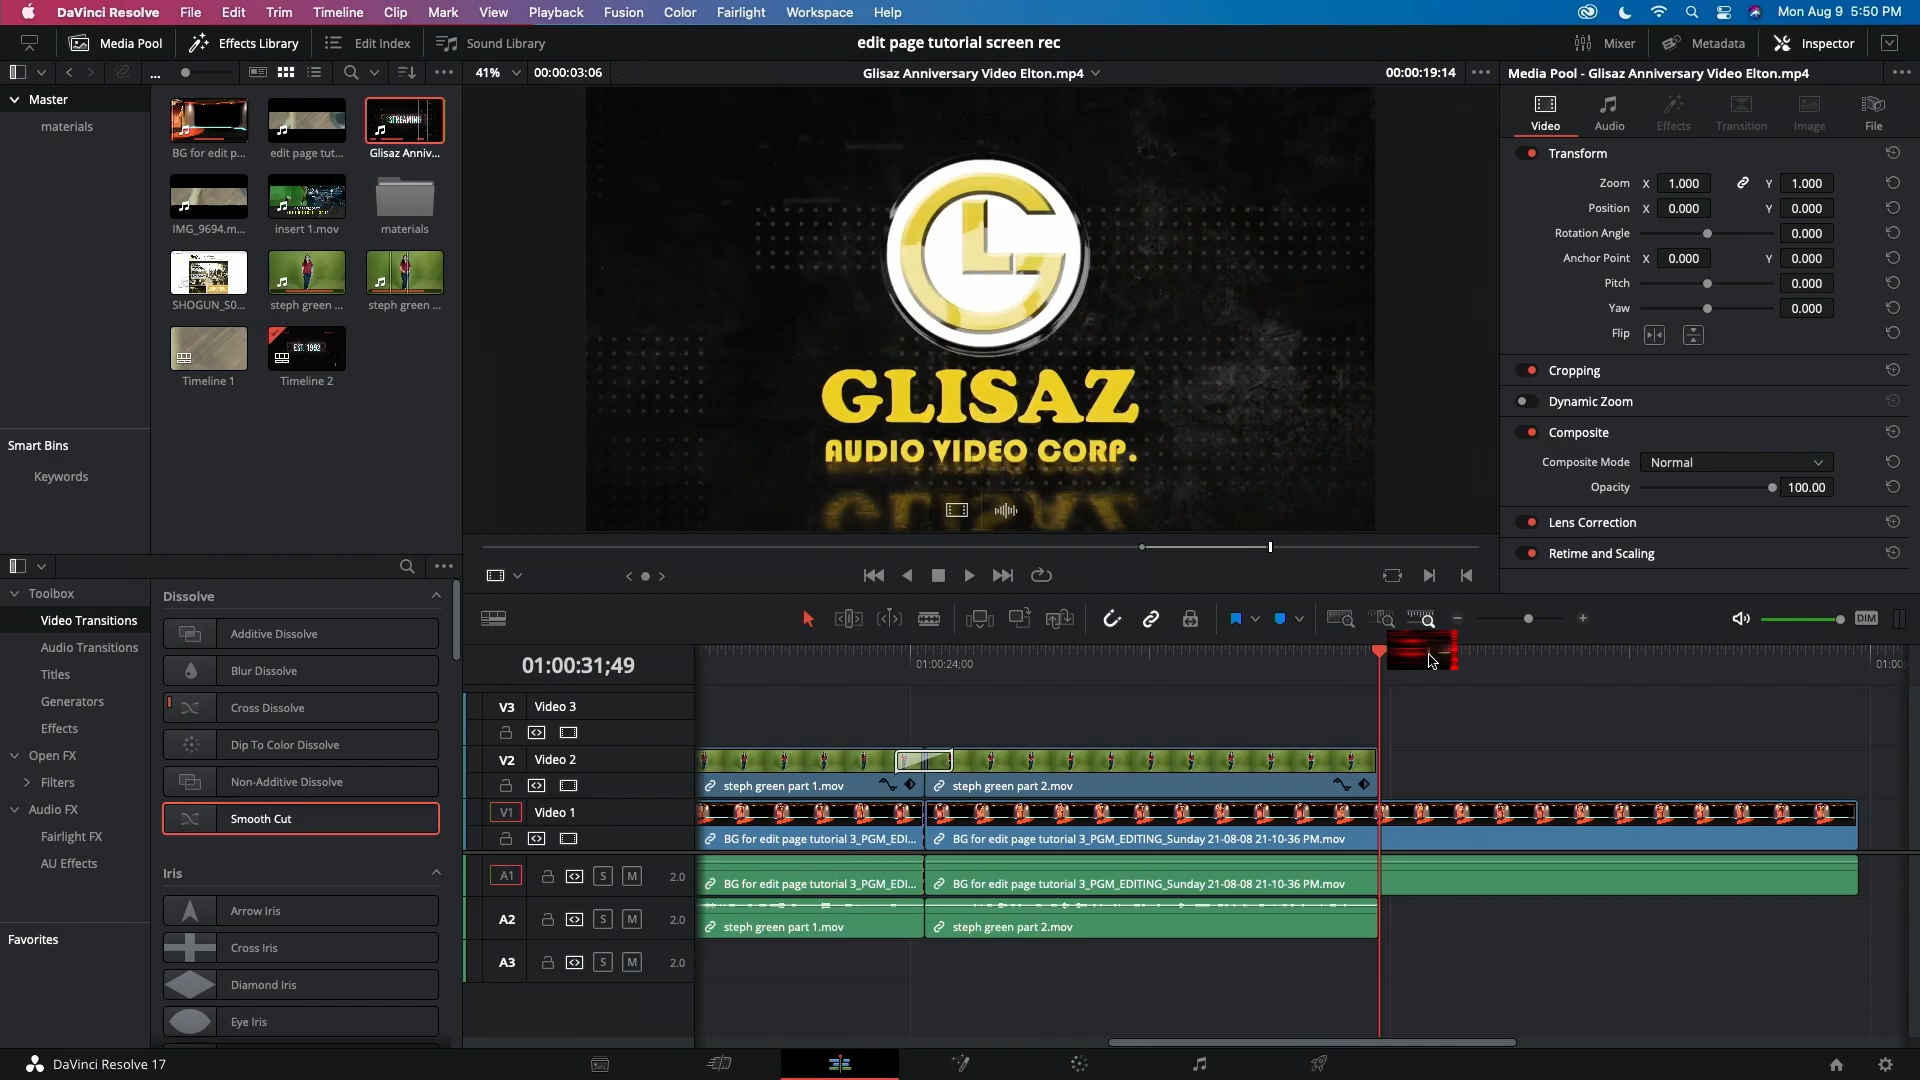 DaVinci Resolve File Edit Trim Timeline Clip Mark View Playback Fusion Color Fairlight Workspace Help Mon Aug 9 5:50 PM
Media Pool Effects Library Edit Index Sound Library edit page tutorial screen rec Mixer Metadata Inspector
... 41% 00:00:03:06 Glisaz Anniversary Video Elton.mp4 00:00:19:14 Media Pool - Glisaz Anniversary Video Elton.mp4
Master
materials
STREAMING
BG for edit p... edit page tut... Glisaz Anniv...
IMG_9694.m... insert 1.mov materials
SHOGUN_S0... steph green ... steph green ...
EST. 1992
Timeline 1 Timeline 2
Smart Bins
Keywords
GLISAZ
AUDIO VIDEO CORP.
Video Audio Effects Transition Image File
Transform
Zoom X 1.000 Y 1.000
Position X 0.000 Y 0.000
Rotation Angle 0.000
Anchor Point X 0.000 Y 0.000
Pitch 0.000
Yaw 0.000
Flip
Cropping
Dynamic Zoom
Composite
Composite Mode Normal
Opacity 100.00
Lens Correction
Retime and Scaling
Toolbox
Video Transitions
Audio Transitions
Titles
Generators
Effects
Open FX
Filters
Audio FX
Fairlight FX
AU Effects
Favorites
Dissolve
Additive Dissolve
Blur Dissolve
Cross Dissolve
Dip To Color Dissolve
Non-Additive Dissolve
Smooth Cut
Iris
Arrow Iris
Cross Iris
Diamond Iris
Eye Iris
DIM
01:00:31;49 01:00:24;00 01:00:
V3 Video 3
V2 Video 2
steph green part 1.mov steph green part 2.mov
V1 Video 1
BG for edit page tutorial 3_PGM_EDI... BG for edit page tutorial 3_PGM_EDITING_Sunday 21-08-08 21-10-36 PM.mov
A1 S M 2.0 BG for edit page tutorial 3_PGM_EDI... BG for edit page tutorial 3_PGM_EDITING_Sunday 21-08-08 21-10-36 PM.mov
A2 S M 2.0 steph green part 1.mov steph green part 2.mov
A3 S M 2.0
DaVinci Resolve 17